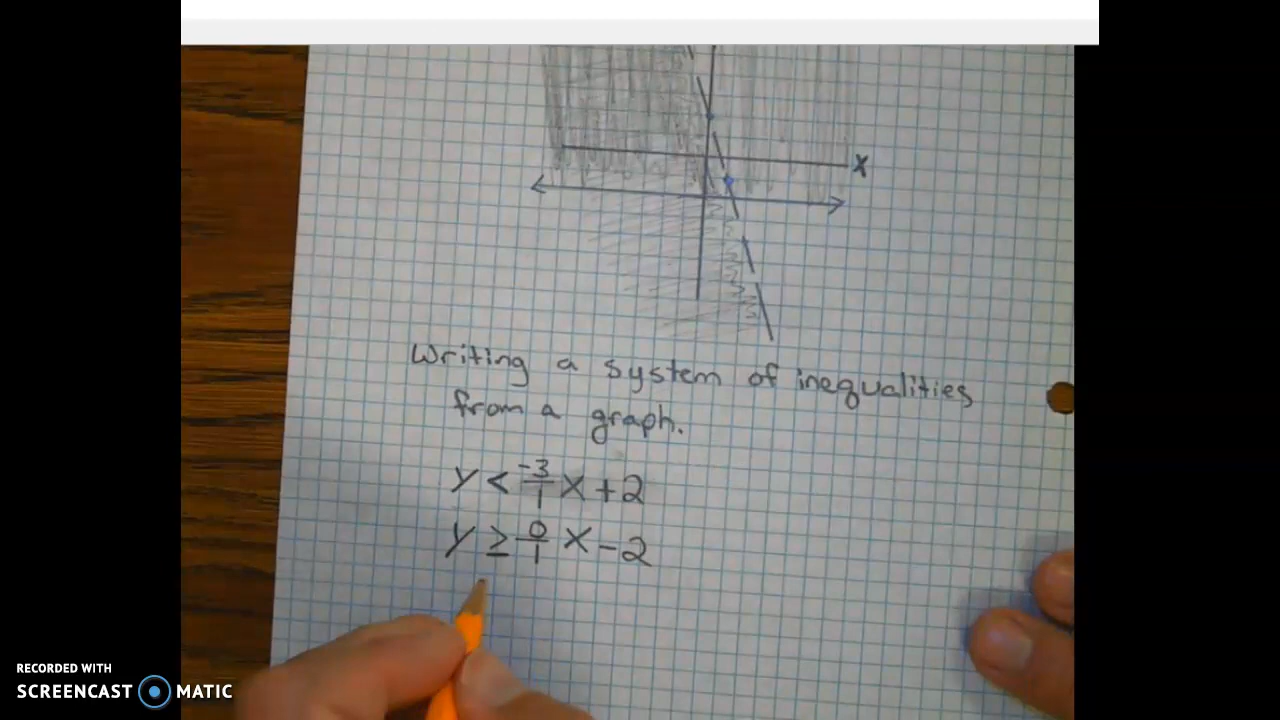 X
Writing a system of inequalities
from a graph.
y < -3/1 x + 2
y ≥ 0/1 x - 2
RECORDED WITH
SCREENCAST MATIC